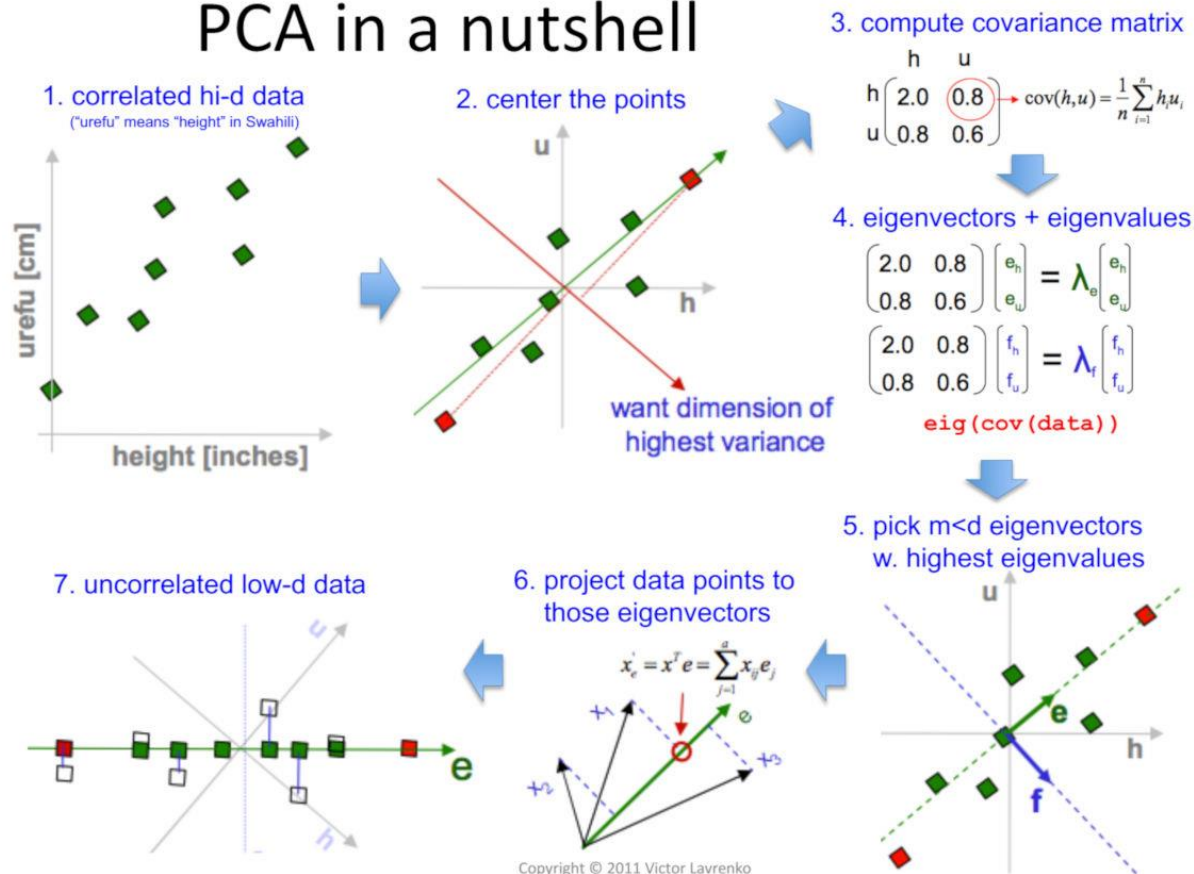 PCA in a nutshell
1. correlated hi-d data
("urefu" means "height" in Swahili)
urefu [cm]
height [inches]
2. center the points
u
h
want dimension of
highest variance
3. compute covariance matrix
h u
h 2.0 0.8 → cov(h,u) = 1/n ∑ i=1 n h_i u_i
u 0.8 0.6
4. eigenvectors + eigenvalues
2.0 0.8 e_h = λ_e e_h
0.8 0.6 e_u e_u
2.0 0.8 f_h = λ_f f_h
0.8 0.6 f_u f_u
eig(cov(data))
5. pick m<d eigenvectors
w. highest eigenvalues
u
e
h
f
6. project data points to
those eigenvectors
x'_e = x^T e = ∑ j=1 d x_ij e_j
x_1
e
x_2
x_3
7. uncorrelated low-d data
u
e
h
Copyright © 2011 Victor Lavrenko